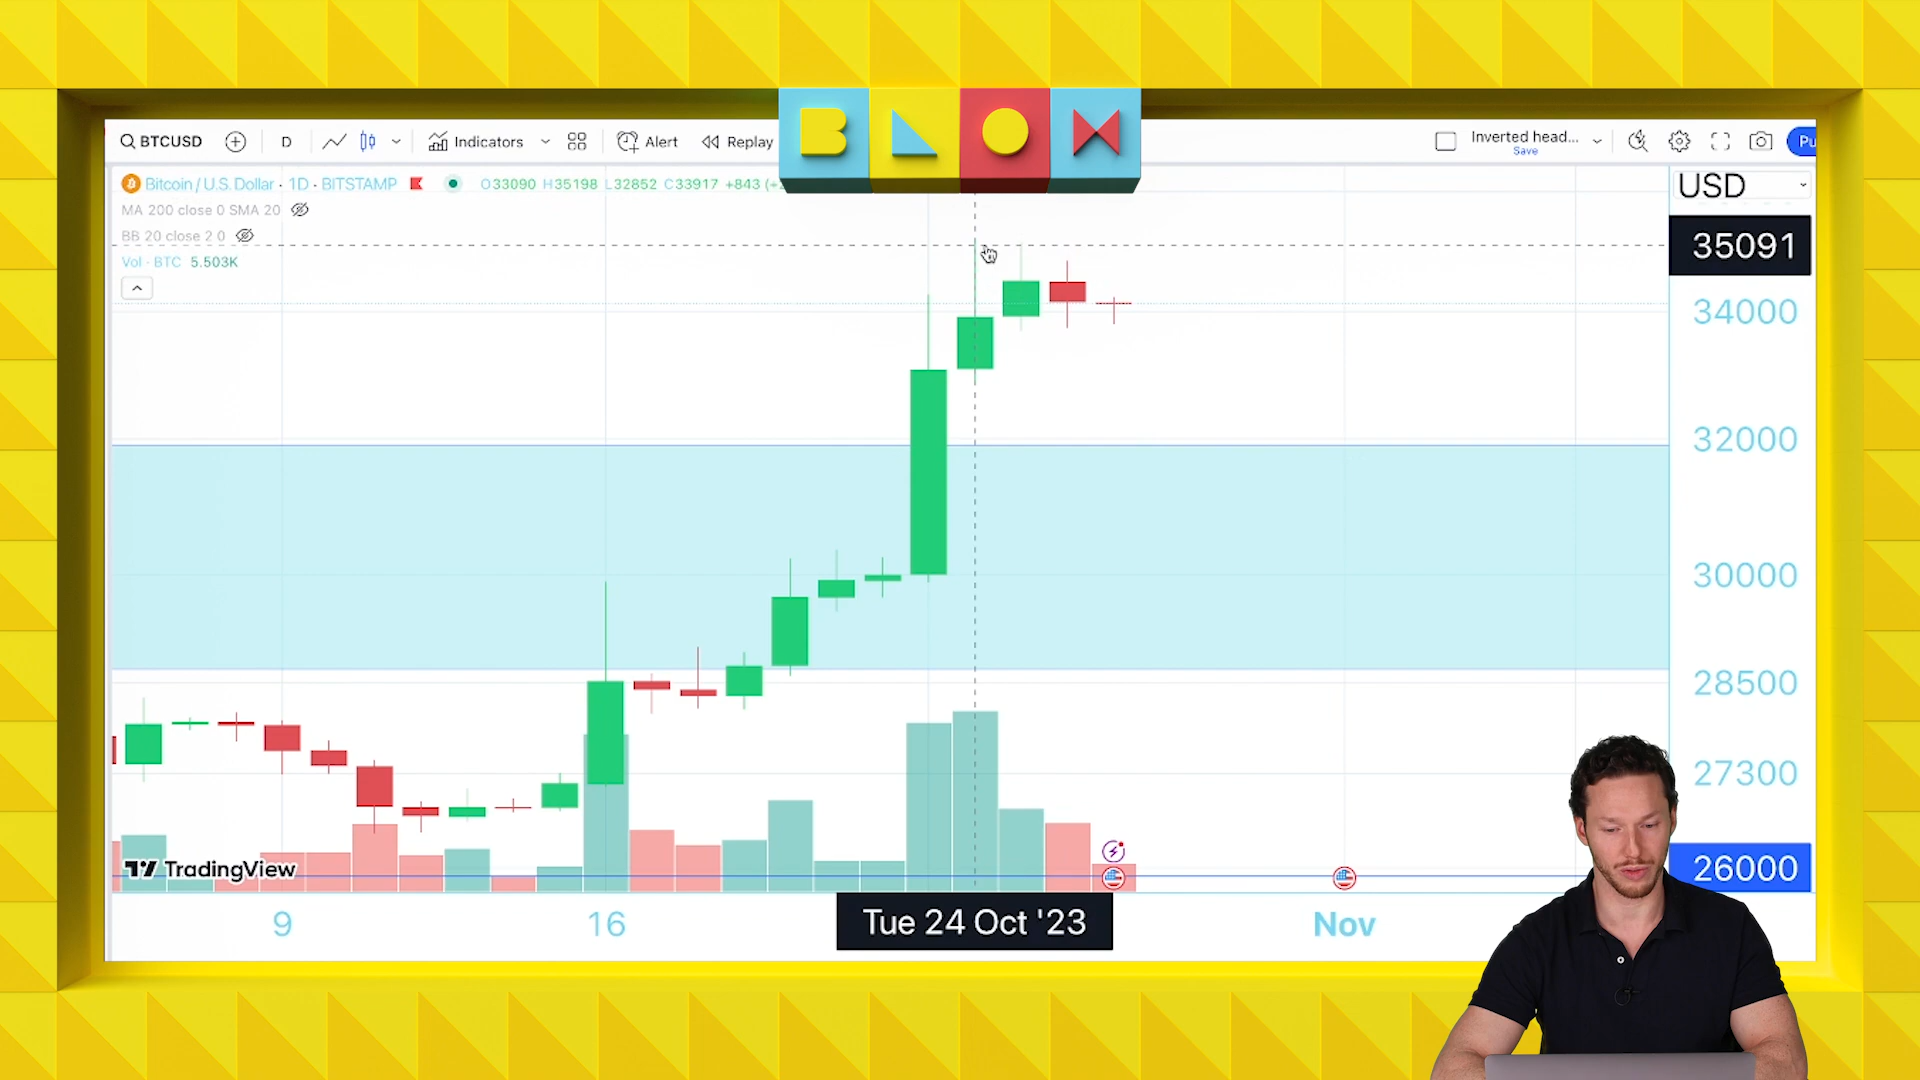 BLOM
BTCUSD
D
Indicators
Alert
Replay
Inverted head...
Save
Pu
Bitcoin / U.S. Dollar · 1D · BITSTAMP
O33090 H35198 L32852 C33917 +843
USD
MA 200 close 0 SMA 20
BB 20 close 2 0
35091
Vol · BTC 5.503K
34000
32000
30000
28500
27300
TradingView
26000
9
16
Tue 24 Oct '23
Nov